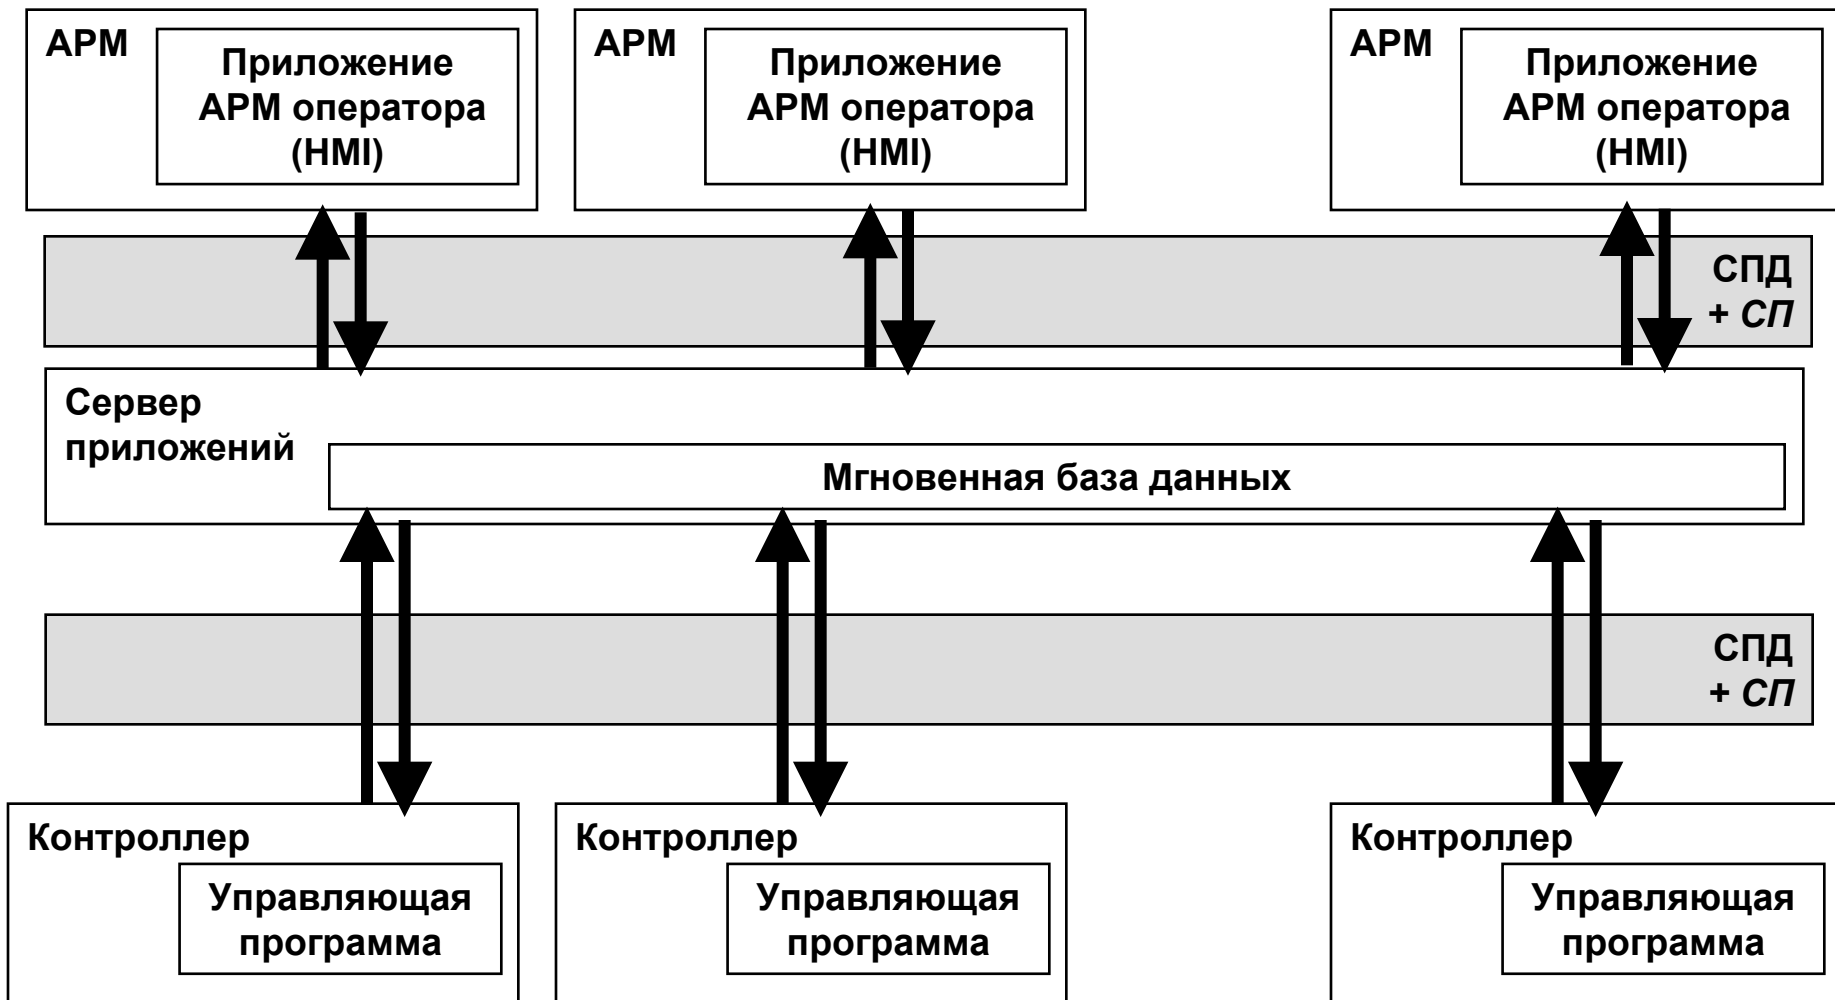 АРМ
Приложение
АРМ оператора
(HMI)
АРМ
Приложение
АРМ оператора
(HMI)
АРМ
Приложение
АРМ оператора
(HMI)
СПД
+ СП
Сервер
приложений
Мгновенная база данных
СПД
+ СП
Контроллер
Управляющая
программа
Контроллер
Управляющая
программа
Контроллер
Управляющая
программа